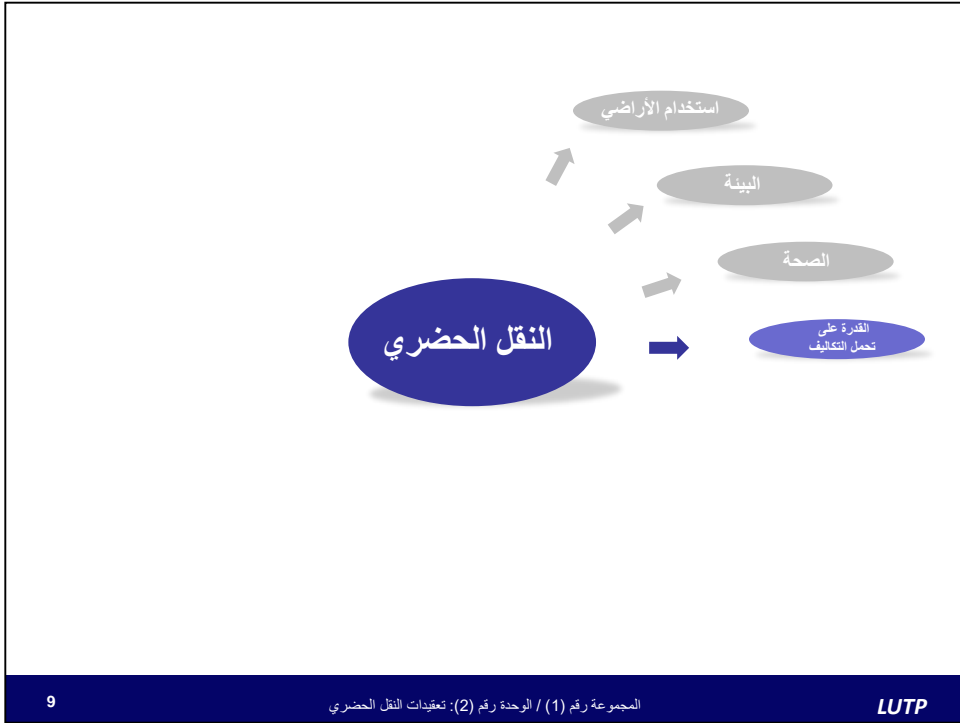 استخدام الأراضي
البيئة
الصحة
النقل الحضري
القدرة على
تحمل التكاليف
9
المجموعة رقم (1) / الوحدة رقم (2): تعقيدات النقل الحضري
LUTP